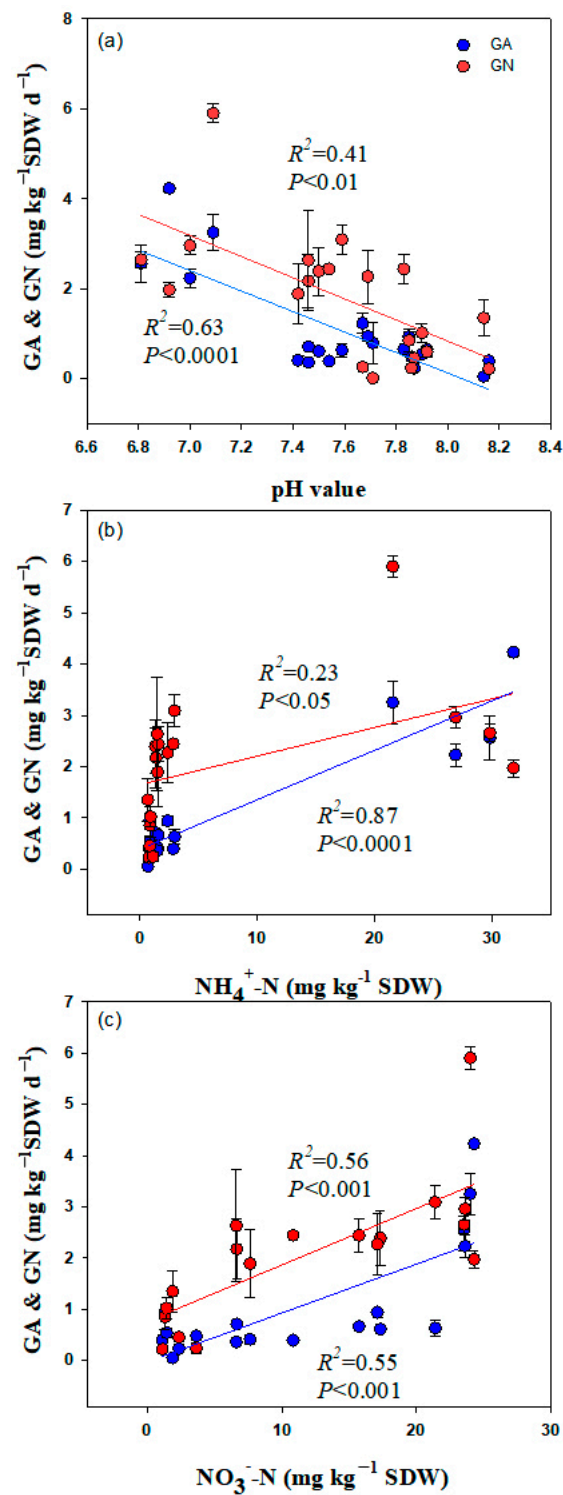 (a)
GA
GN
R²=0.41
P<0.01
R²=0.63
P<0.0001
GA & GN (mg kg⁻¹SDW d⁻¹)
8
6
4
2
0
6.6 6.8 7.0 7.2 7.4 7.6 7.8 8.0 8.2 8.4
pH value
(b)
R²=0.23
P<0.05
R²=0.87
P<0.0001
GA & GN (mg kg⁻¹SDW d⁻¹)
7
6
5
4
3
2
1
0
0 10 20 30
NH₄⁺-N (mg kg⁻¹ SDW)
(c)
R²=0.56
P<0.001
R²=0.55
P<0.001
GA & GN (mg kg⁻¹SDW d⁻¹)
7
6
5
4
3
2
1
0
0 10 20 30
NO₃⁻-N (mg kg⁻¹ SDW)